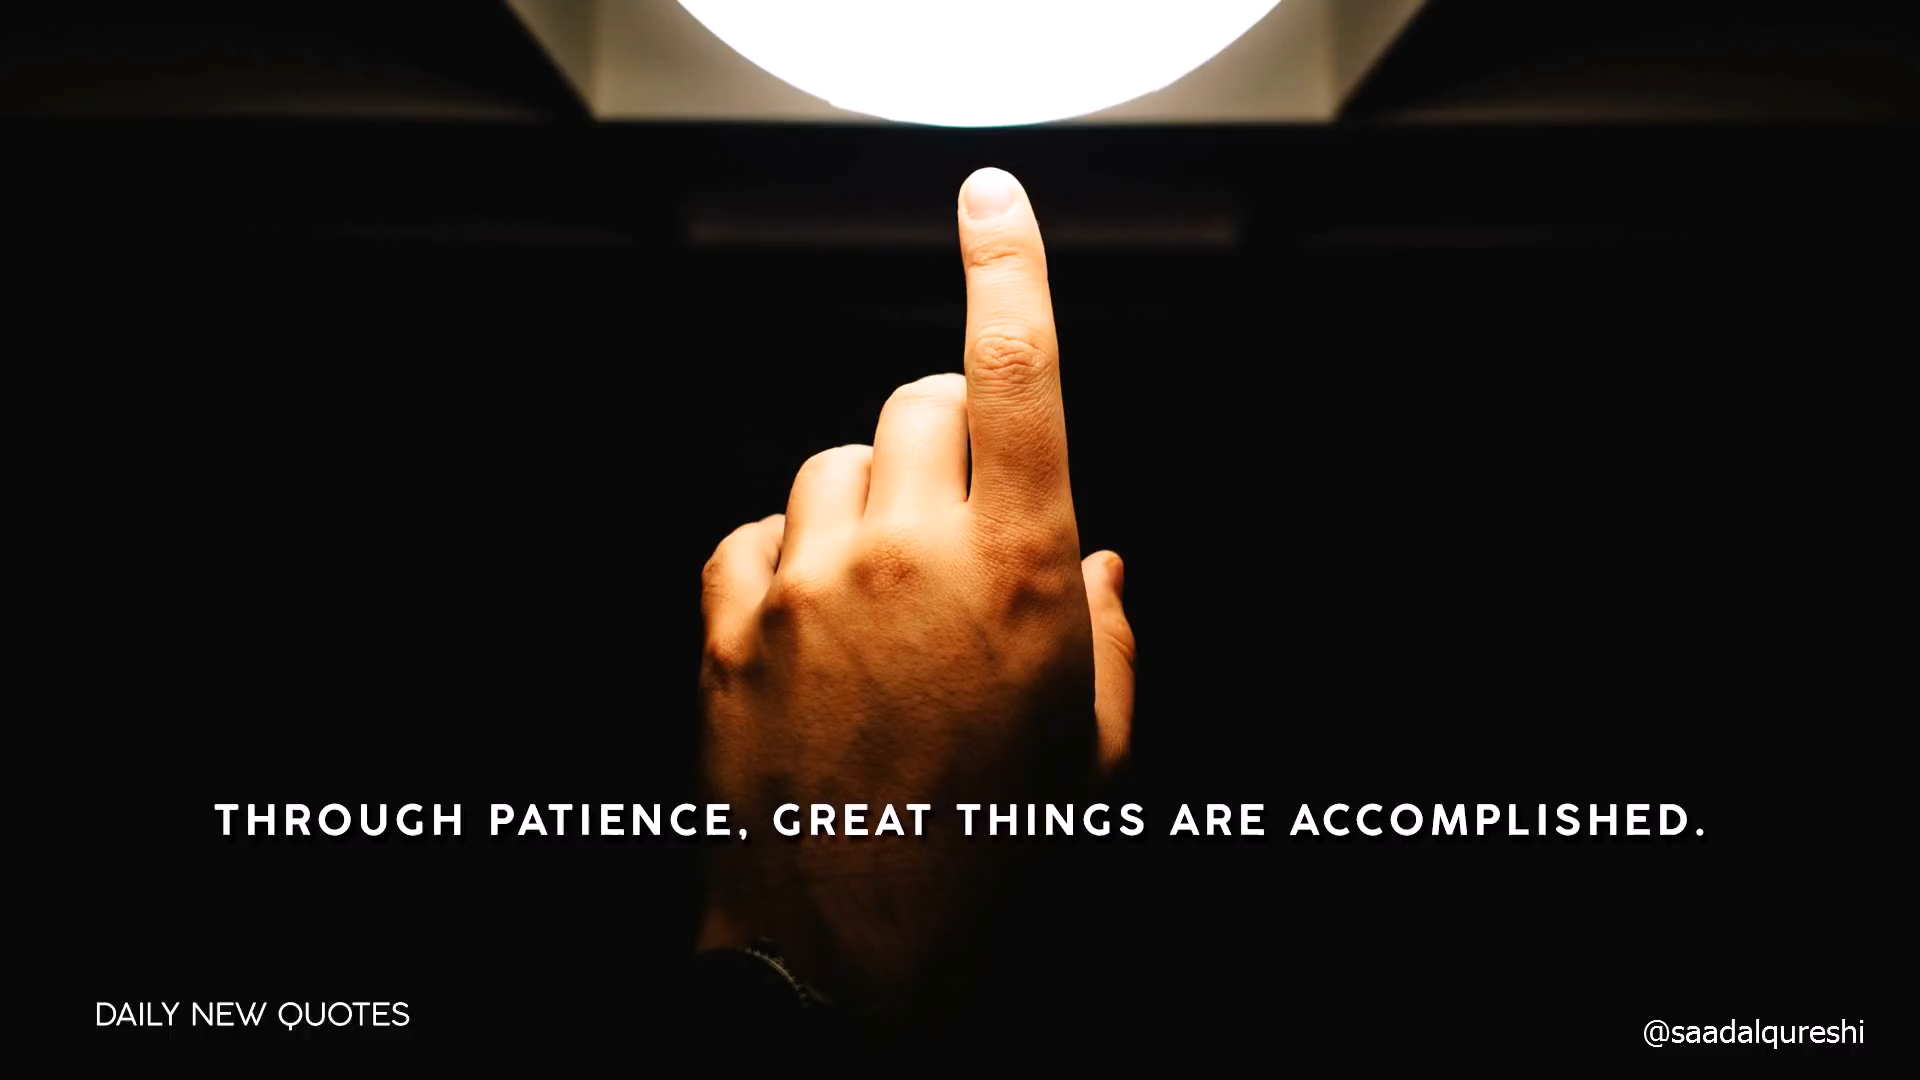 THROUGH PATIENCE, GREAT THINGS ARE ACCOMPLISHED.
DAILY NEW QUOTES
@saadalqureshi